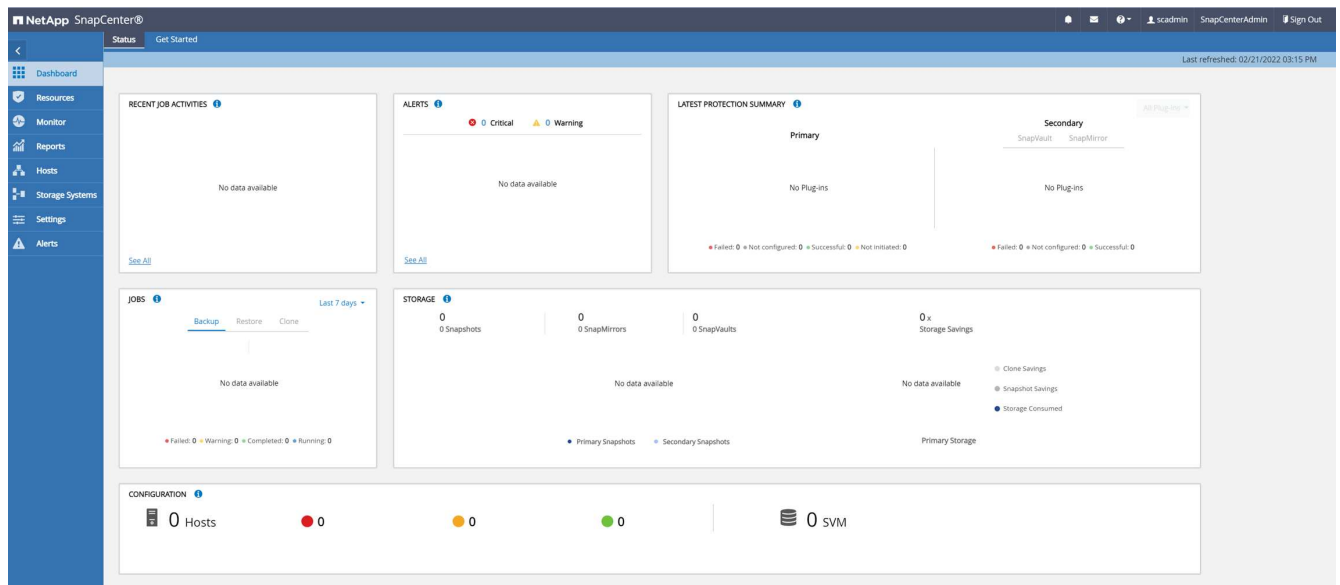 NetApp SnapCenter®
scadmin SnapCenterAdmin Sign Out
Status Get Started
Last refreshed: 02/21/2022 03:15 PM
Dashboard
Resources
Monitor
Reports
Hosts
Storage Systems
Settings
Alerts
RECENT JOB ACTIVITIES
No data available
See All
ALERTS
0 Critical 0 Warning
No data available
See All
LATEST PROTECTION SUMMARY
All Plug-ins
Primary
No Plug-ins
Failed: 0 Not configured: 0 Successful: 0 Not initiated: 0
Secondary
SnapVault SnapMirror
No Plug-ins
Failed: 0 Not configured: 0 Successful: 0
JOBS
Last 7 days
Backup Restore Clone
No data available
Failed: 0 Warning: 0 Completed: 0 Running: 0
STORAGE
0
0 Snapshots
0
0 SnapMirrors
0
0 SnapVaults
0 x
Storage Savings
No data available
Primary Snapshots Secondary Snapshots
No data available
Clone Savings
Snapshot Savings
Storage Consumed
Primary Storage
CONFIGURATION
0 Hosts 0 0 0 0 SVM